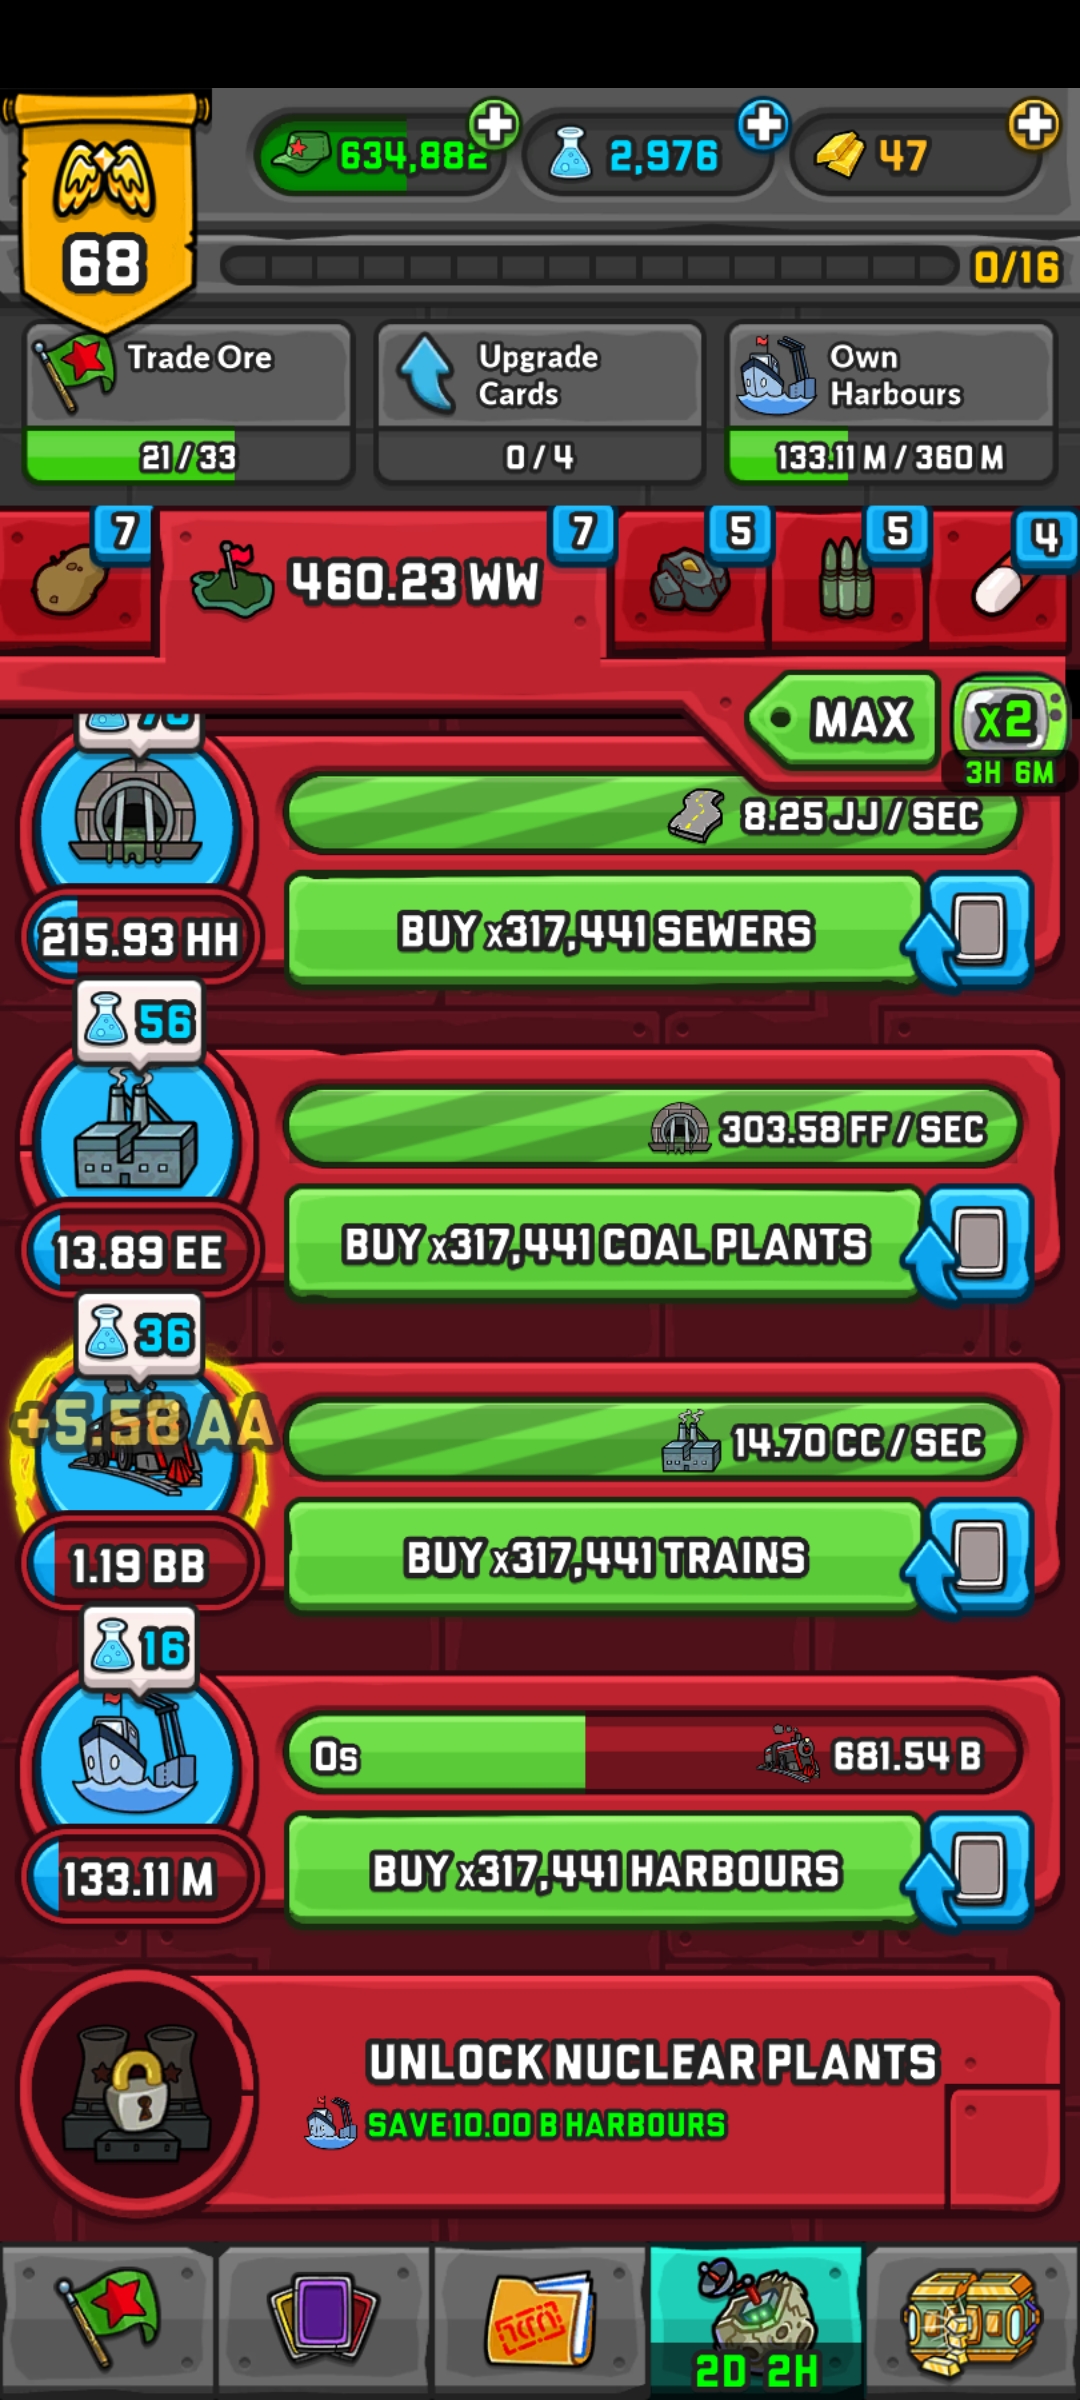 634,882
2,976
47
68
0/16
Trade Ore
21/33
Upgrade
Cards
0/4
Own
Harbours
133.11 M/360 M
7
460.23 WW
7
5
5
4
MAX
x2
3H 6M
8.25 JJ/SEC
215.93 HH
BUY x317,441 SEWERS
56
303.58 FF/SEC
13.89 EE
BUY x317,441 COAL PLANTS
36
+5.58 AA
14.70 CC/SEC
1.19 BB
BUY x317,441 TRAINS
16
0s
681.54 B
133.11 M
BUY x317,441 HARBOURS
UNLOCK NUCLEAR PLANTS
SAVE 10.00 B HARBOURS
2D 2H